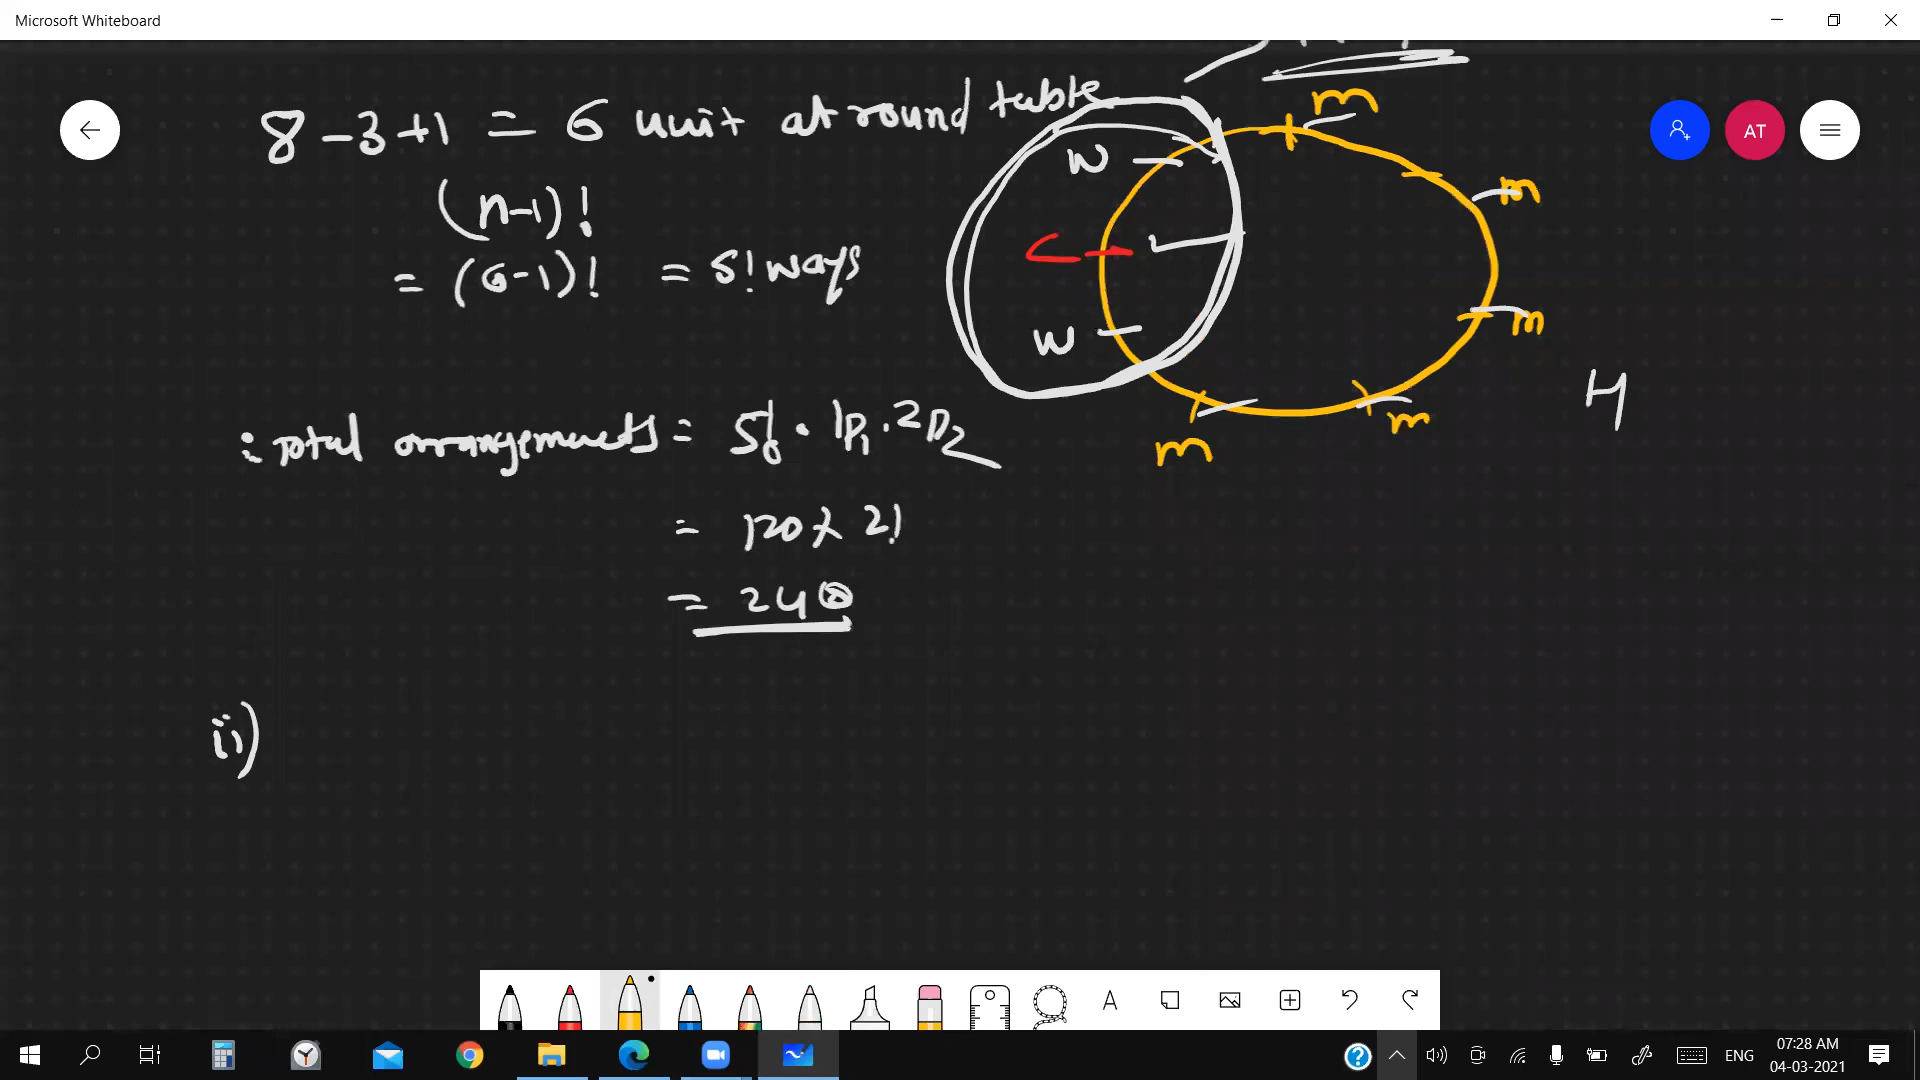 Microsoft Whiteboard
8 - 3 + 1 = 6 unit at round table
(n-1)!
= (6-1)! = 5! ways
∴ Total arrangements = 5! · 1P₁ · 2P₂
= 120 × 2!
= 240
ii)
m
m
m
m
m
W
C
W
H
AT
A
ENG
07:28 AM
04-03-2021